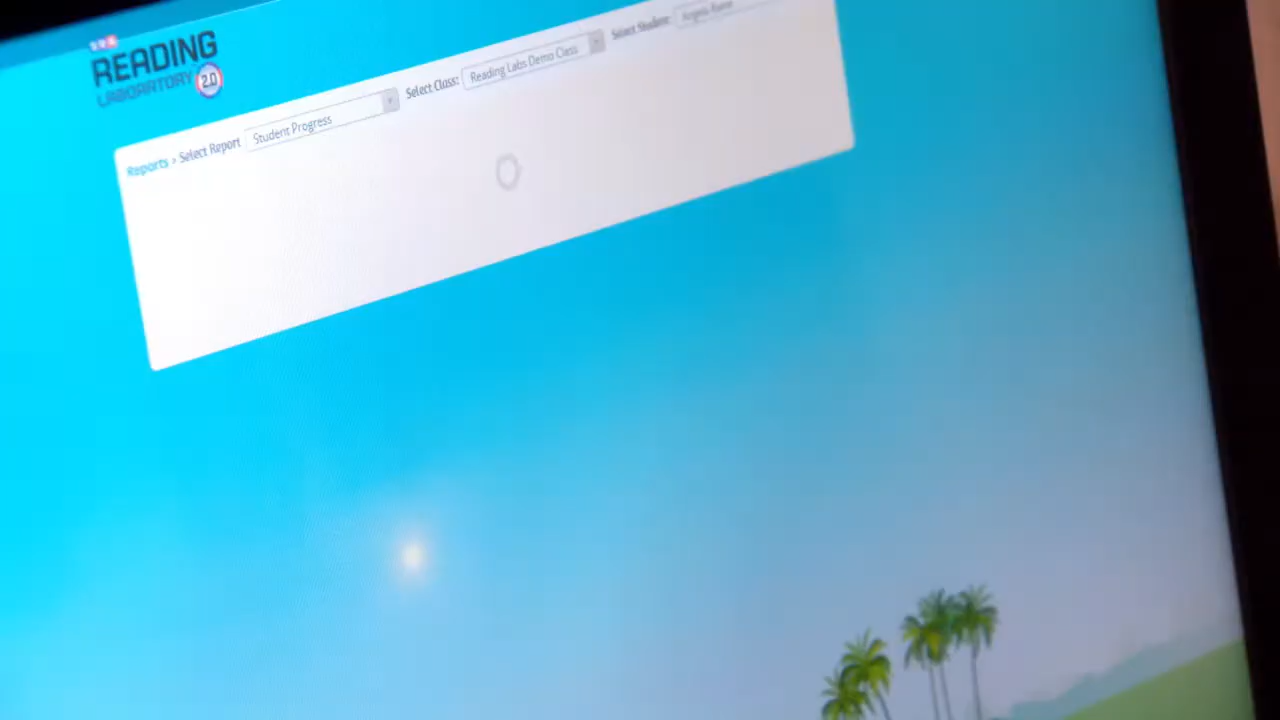 SRA
READING
LABORATORY 2.0
Reports > Select Report Student Progress Select Class: Reading Labs Demo Class Select Student: